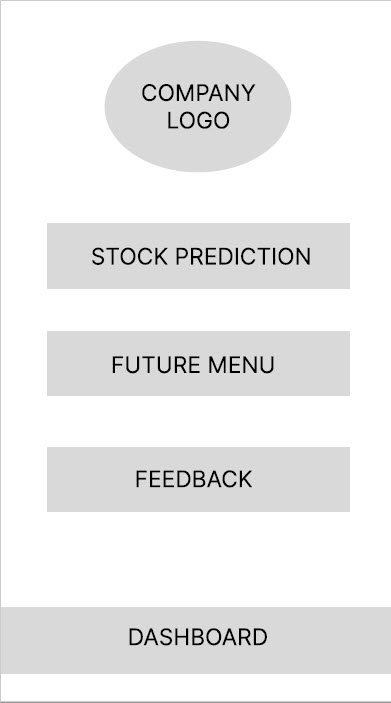 COMPANY
LOGO
STOCK PREDICTION
FUTURE MENU
FEEDBACK
DASHBOARD